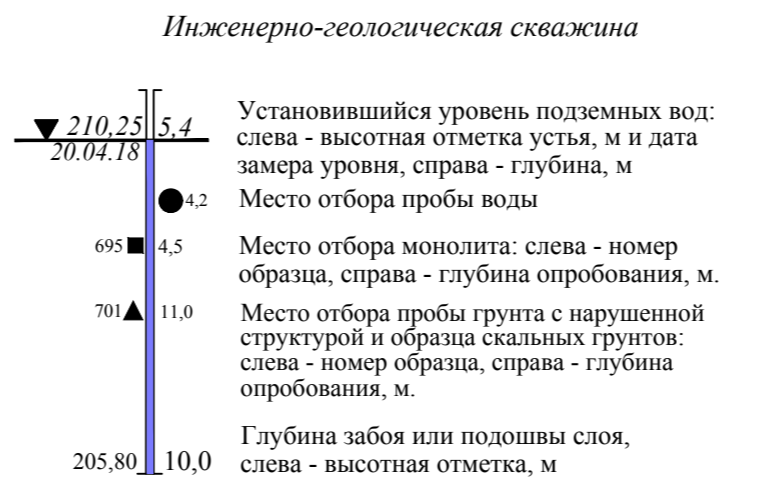 Инженерно-геологическая скважина
210,25 5,4
20.04.18
Установившийся уровень подземных вод:
слева - высотная отметка устья, м и дата
замера уровня, справа - глубина, м
4,2 Место отбора пробы воды
695 4,5 Место отбора монолита: слева - номер
образца, справа - глубина опробования, м.
701 11,0 Место отбора пробы грунта с нарушенной
структурой и образца скальных грунтов:
слева - номер образца, справа - глубина
опробования, м.
Глубина забоя или подошвы слоя,
205,80 10,0 слева - высотная отметка, м